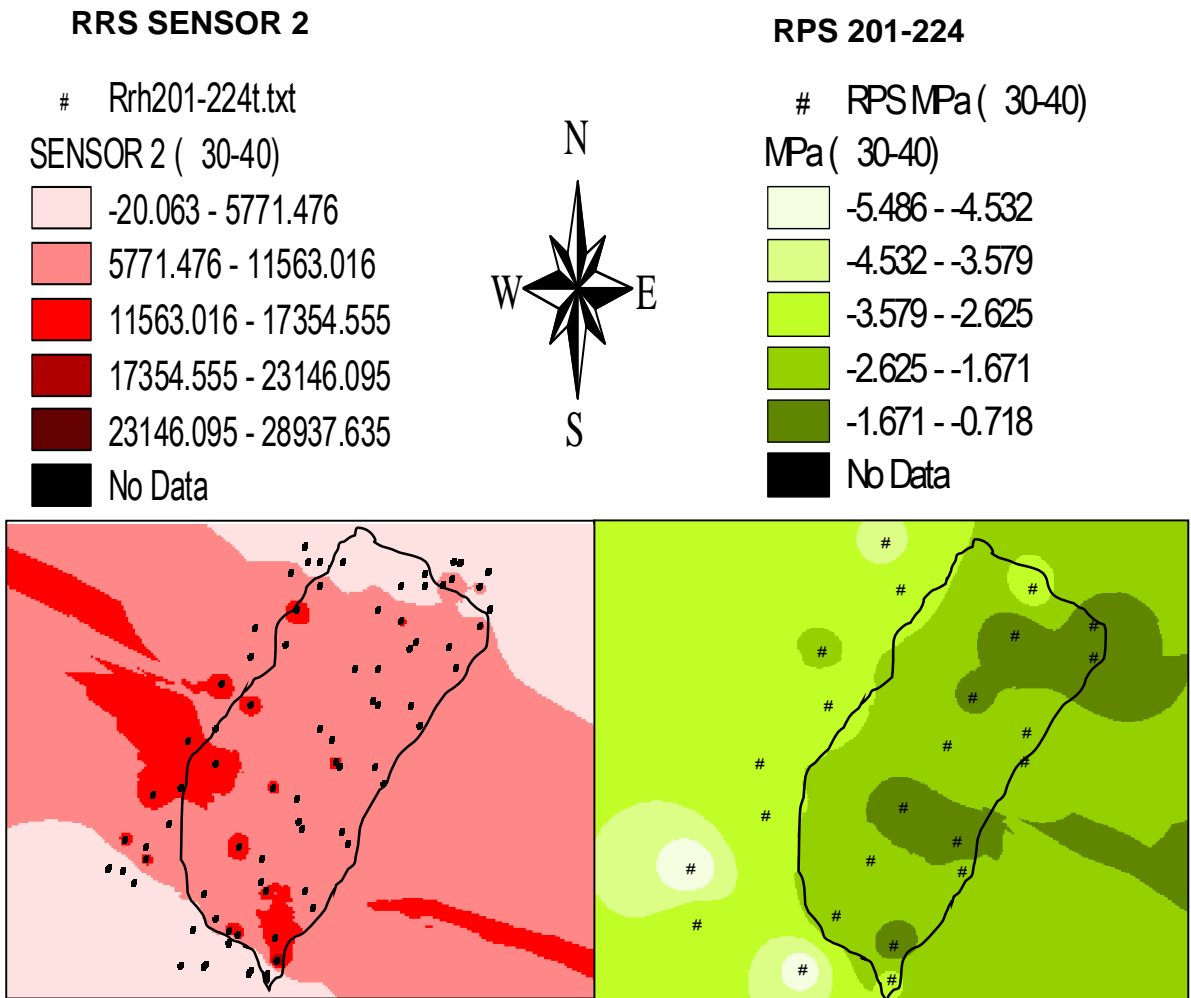 RRS SENSOR 2
# Rrh201-224t.txt
SENSOR 2 ( 30-40)
-20.063 - 5771.476
5771.476 - 11563.016
11563.016 - 17354.555
17354.555 - 23146.095
23146.095 - 28937.635
No Data
N
W E
S
RPS 201-224
# RPS MPa ( 30-40)
MPa ( 30-40)
-5.486 - -4.532
-4.532 - -3.579
-3.579 - -2.625
-2.625 - -1.671
-1.671 - -0.718
No Data